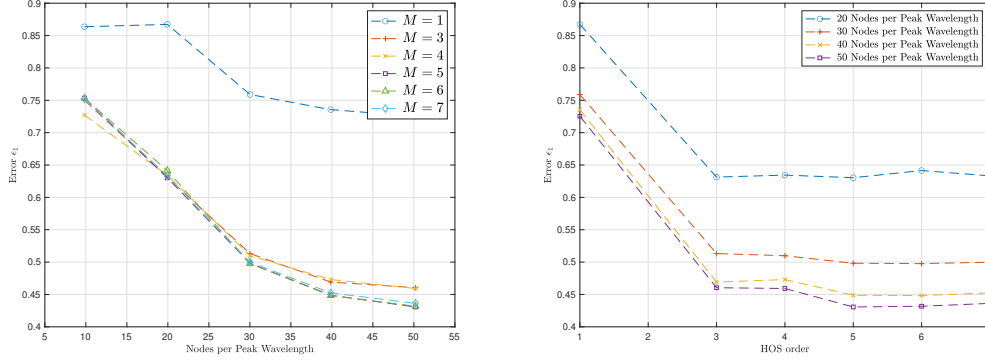 0.9
0.85
0.8
0.75
0.7
0.65
0.6
0.55
0.5
0.45
0.4
Error ϵ₁
5 10 15 20 25 30 35 40 45 50 55
Nodes per Peak Wavelength
M = 1
M = 3
M = 4
M = 5
M = 6
M = 7
0.9
0.85
0.8
0.75
0.7
0.65
0.6
0.55
0.5
0.45
0.4
Error ϵ₁
1 2 3 4 5 6
HOS order
20 Nodes per Peak Wavelength
30 Nodes per Peak Wavelength
40 Nodes per Peak Wavelength
50 Nodes per Peak Wavelength